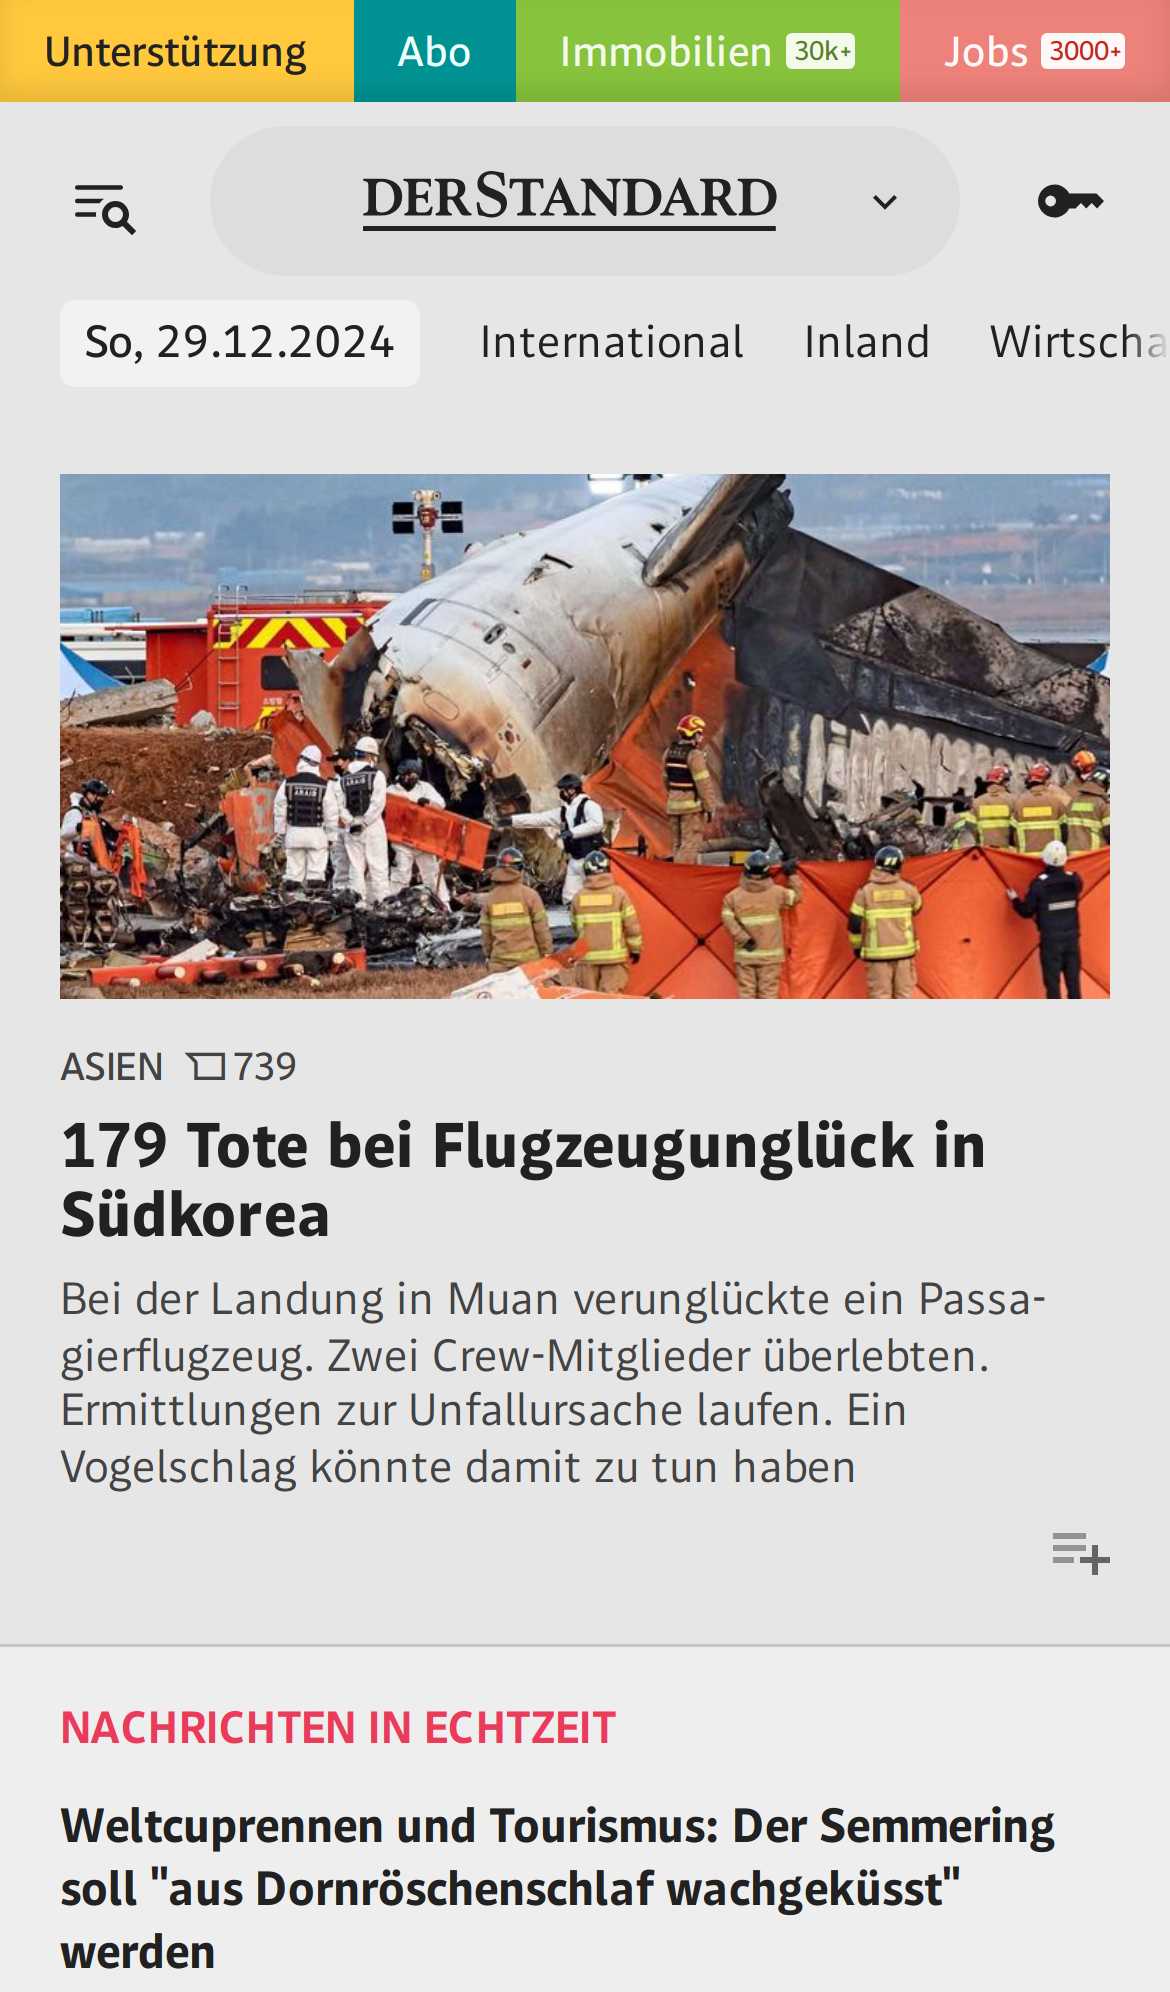 Unterstützung
Abo
Immobilien 30k+
Jobs 3000+
DERSTANDARD
So, 29.12.2024
International
Inland
Wirtscha
ASIEN 739
179 Tote bei Flugzeugunglück in
Südkorea
Bei der Landung in Muan verunglückte ein Passa-
gierflugzeug. Zwei Crew-Mitglieder überlebten.
Ermittlungen zur Unfallursache laufen. Ein
Vogelschlag könnte damit zu tun haben
NACHRICHTEN IN ECHTZEIT
Weltcuprennen und Tourismus: Der Semmering
soll "aus Dornröschenschlaf wachgeküsst"
werden